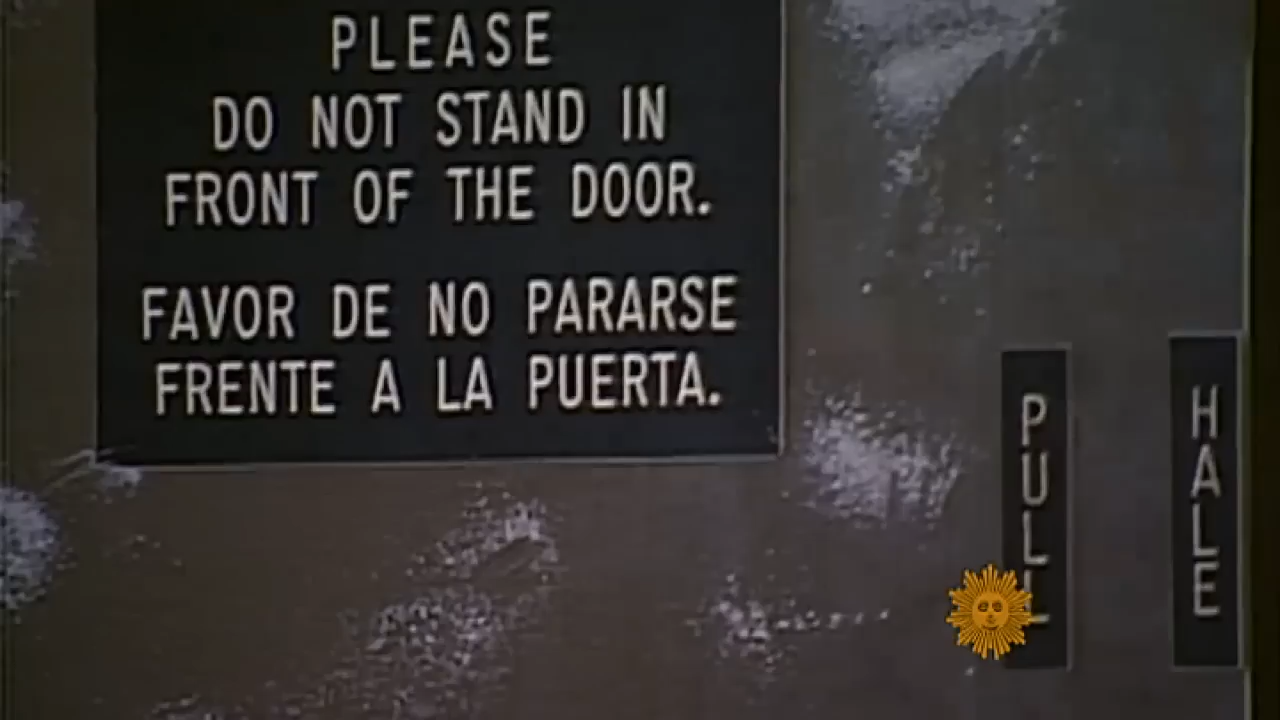 PLEASE
DO NOT STAND IN
FRONT OF THE DOOR.
FAVOR DE NO PARARSE
FRENTE A LA PUERTA.
PULL
HALE